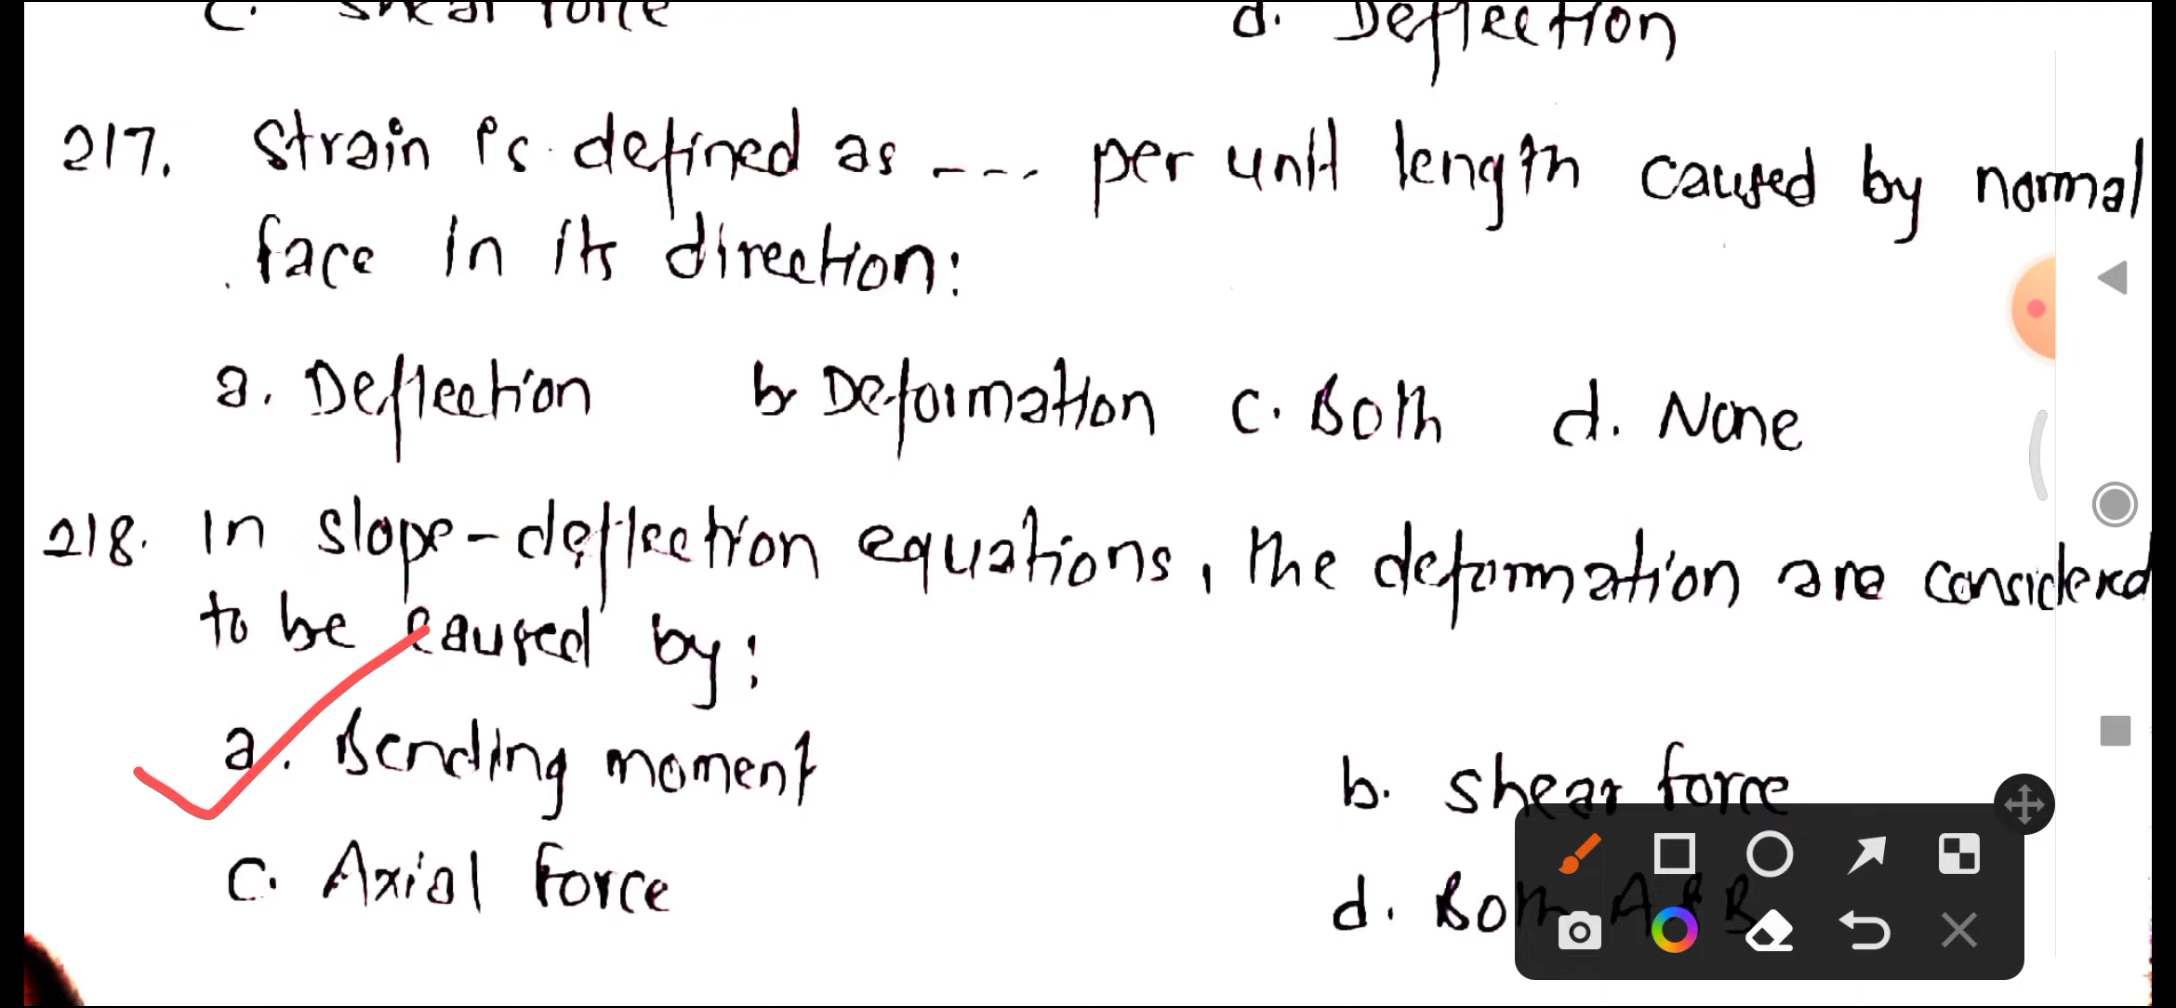 c. shear force
d. Deflection
217. Strain is defined as ---- per unit length caused by normal
face in its direction:
a. Deflection b Deformation c. Both d. None
218. In slope-deflection equations, the deformation are considered
to be caused by:
a. Bending moment
b. shear force
c. Axial force
d. Both A & B